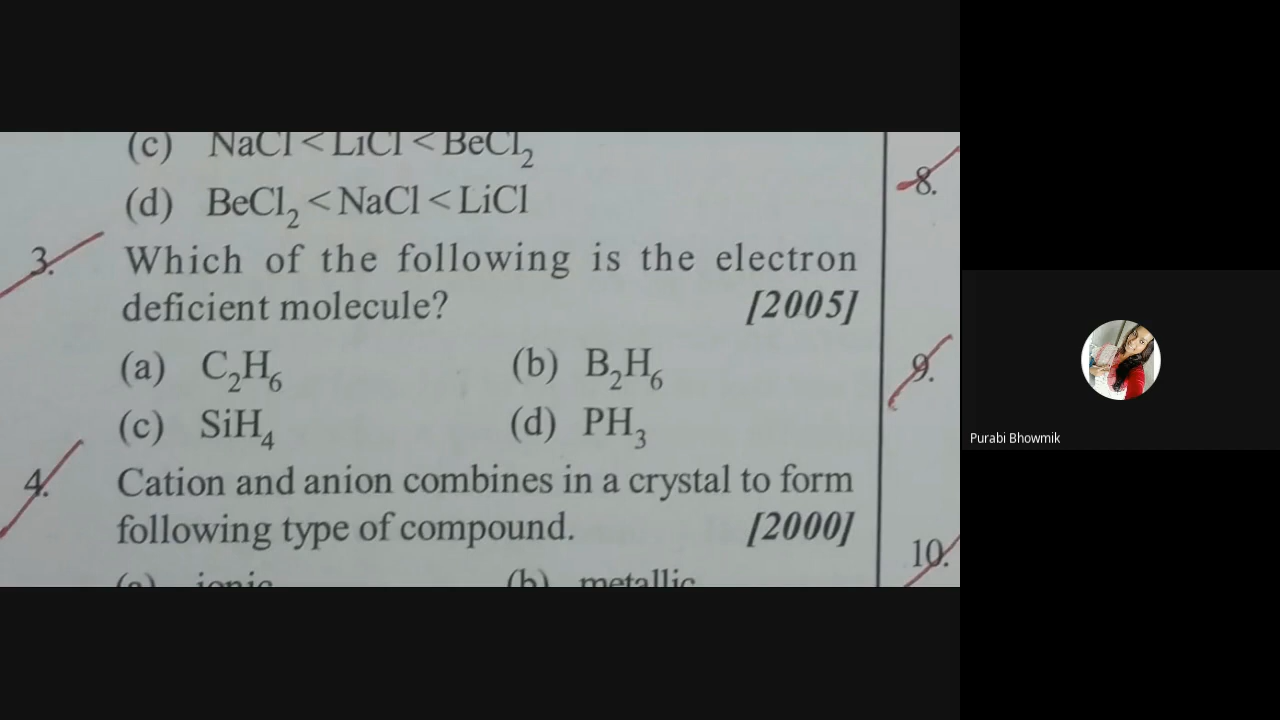 (c) NaCl < LiCl < BeCl₂
(d) BeCl₂ < NaCl < LiCl
3. Which of the following is the electron
deficient molecule? [2005]
(a) C₂H₆ (b) B₂H₆
(c) SiH₄ (d) PH₃
4. Cation and anion combines in a crystal to form
following type of compound. [2000]
(a) ionic (b) metallic
8.
9.
10.
Purabi Bhowmik